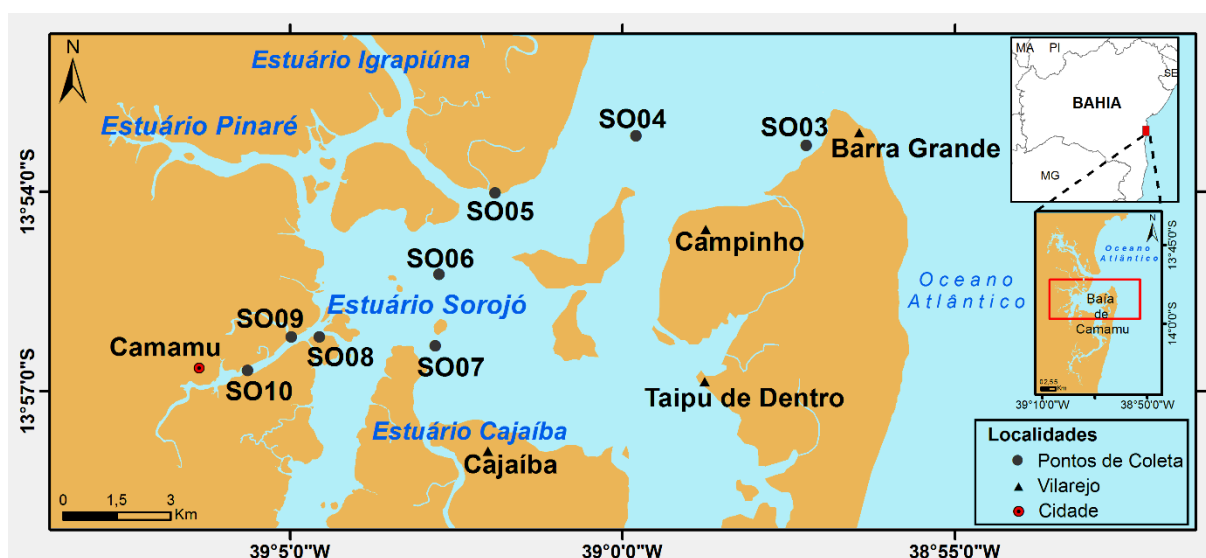 N
Estuário Igrapiúna
Estuário Pinaré
SO04
SO03
Barra Grande
SO05
Campinho
SO06
Estuário Sorojó
SO09
SO08
Camamu
SO10
SO07
Taipú de Dentro
Estuário Cajaíba
Cajaíba
Oceano
Atlântico
0 1,5 3
Km
13°54'0"S
13°57'0"S
39°5'0"W
39°0'0"W
38°55'0"W
MA
PI
SE
BAHIA
MG
N
Oceano
Atlântico
Baía
de
Camamu
Km
13°45'0"S
14°0'0"S
39°10'0"W
38°50'0"W
Localidades
Pontos de Coleta
Vilarejo
Cidade